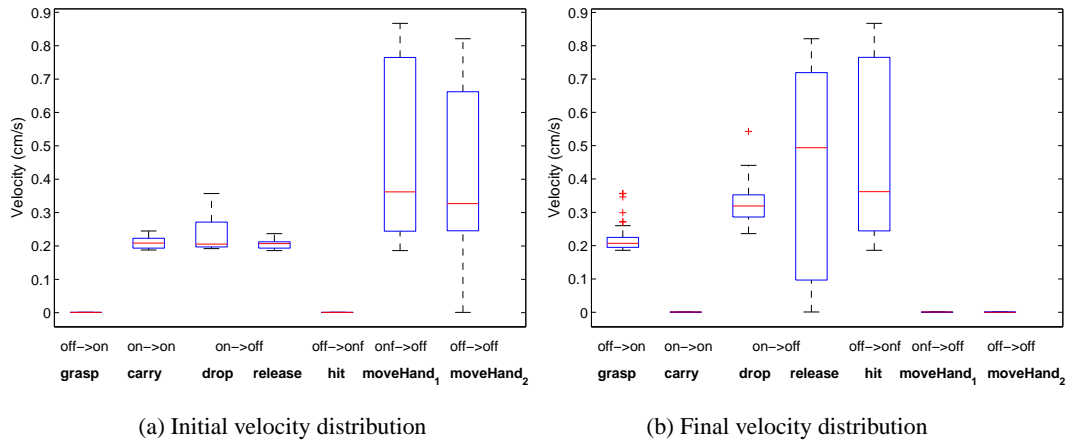 0.9
0.8
0.7
0.6
0.5
0.4
0.3
0.2
0.1
0
Velocity (cm/s)
off−>on on−>on on−>off off−>onf onf−>off off−>off
grasp carry drop release hit moveHand1 moveHand2
(a) Initial velocity distribution
0.9
0.8
0.7
0.6
0.5
0.4
0.3
0.2
0.1
0
Velocity (cm/s)
off−>on on−>on on−>off off−>onf onf−>off off−>off
grasp carry drop release hit moveHand1 moveHand2
(b) Final velocity distribution